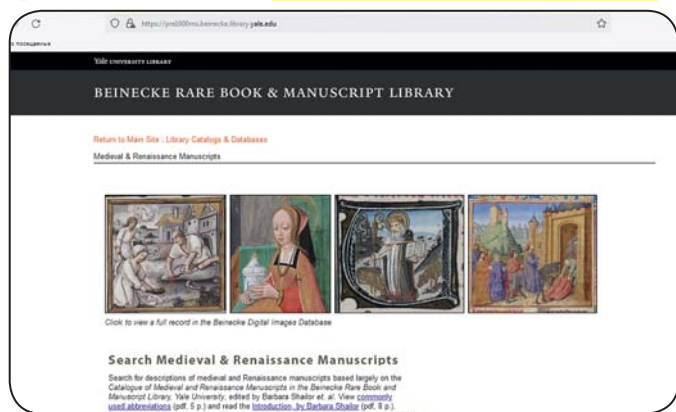 https://pre1600ms.beinecke.library.yale.edu
Yale UNIVERSITY LIBRARY
BEINECKE RARE BOOK & MANUSCRIPT LIBRARY
Return to Main Site : Library Catalogs & Databases
Medieval & Renaissance Manuscripts
Click to view a full record in the Beinecke Digital Images Database
Search Medieval & Renaissance Manuscripts
Search for descriptions of medieval and Renaissance manuscripts based largely on the
Catalogue of Medieval and Renaissance Manuscripts in the Beinecke Rare Book and
Manuscript Library, Yale University, edited by Barbara Shailor et. al. View commonly
used abbreviations (pdf, 5 p.) and read the Introduction, by Barbara Shailor (pdf, 8 p.).